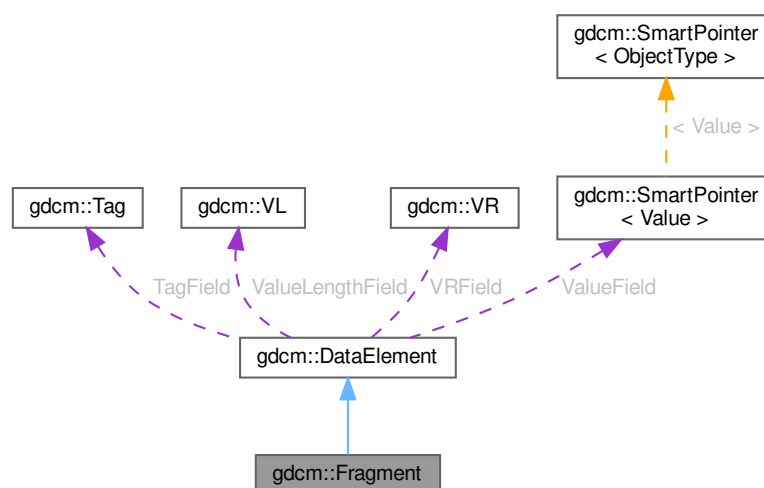 gdcm::SmartPointer
< ObjectType >
< Value >
gdcm::Tag
gdcm::VL
gdcm::VR
gdcm::SmartPointer
< Value >
TagField
ValueLengthField
VRField
ValueField
gdcm::DataElement
gdcm::Fragment